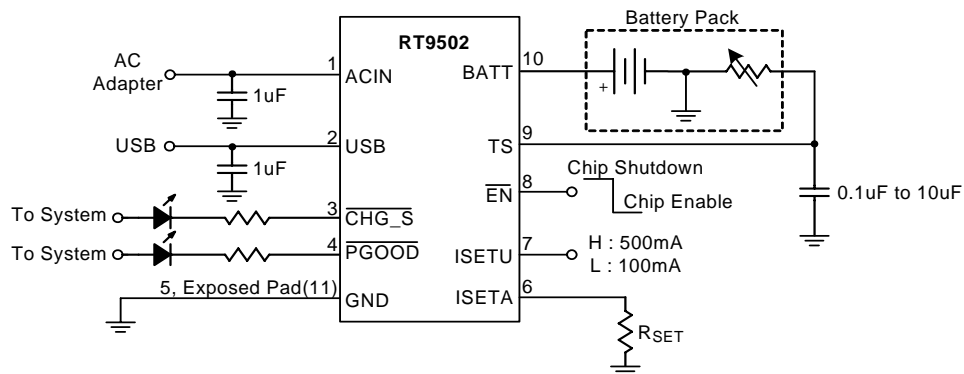 Battery Pack
RT9502
AC
Adapter
1
ACIN
1uF
BATT
10
+
USB
2
USB
1uF
TS
9
EN
8
Chip Shutdown
Chip Enable
0.1uF to 10uF
To System
3
CHG_S
To System
4
PGOOD
ISETU
7
H : 500mA
L : 100mA
5, Exposed Pad(11)
GND
ISETA
6
RSET